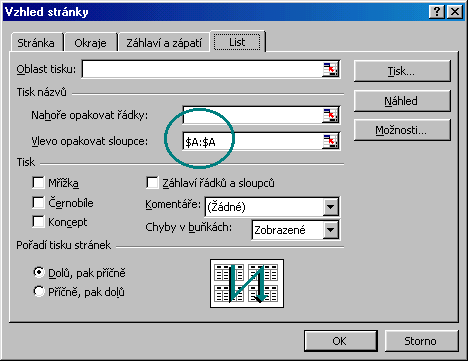 Vzhled stránky
Stránka Okraje Záhlaví a zápatí List
Oblast tisku: Tisk...
Tisk názvů
Nahoře opakovat řádky: Náhled
Vlevo opakovat sloupce: $A:$A Možnosti...
Tisk
Mřížka Záhlaví řádků a sloupců
Černobíle Komentáře: (Žádné)
Koncept Chyby v buňkách: Zobrazené
Pořadí tisku stránek
Dolů, pak příčně
Příčně, pak dolů
OK Storno